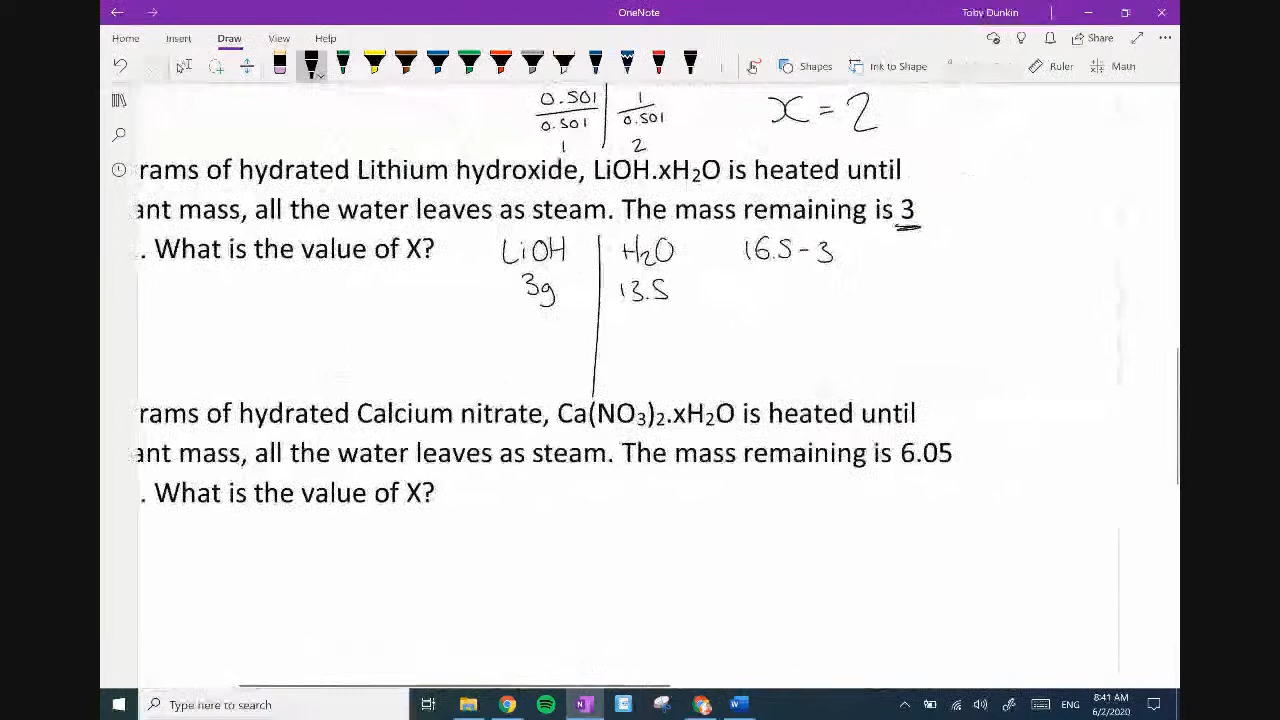 OneNote
Toby Dunkin
Home Insert Draw View Help
Share
Shapes
Ink to Shape
Ruler
Math
0.501 | 1
0.501 | 0.501
1 | 2
x = 2
rams of hydrated Lithium hydroxide, LiOH.xH₂O is heated until
ant mass, all the water leaves as steam. The mass remaining is 3
. What is the value of X?
LiOH | H₂O
16.5 - 3
3g | 13.5
rams of hydrated Calcium nitrate, Ca(NO₃)₂.xH₂O is heated until
ant mass, all the water leaves as steam. The mass remaining is 6.05
. What is the value of X?
Type here to search
ENG
8:41 AM
6/2/2020